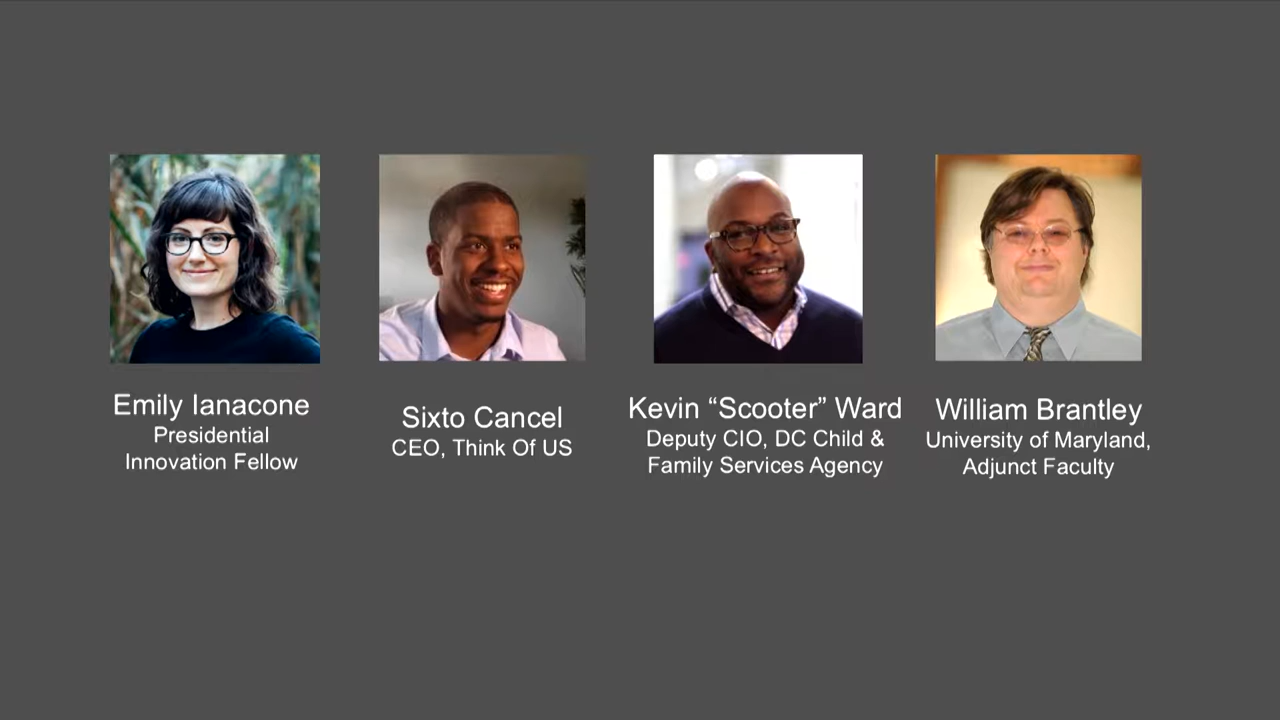 Emily Ianacone
Presidential
Innovation Fellow
Sixto Cancel
CEO, Think Of US
Kevin “Scooter” Ward
Deputy CIO, DC Child &
Family Services Agency
William Brantley
University of Maryland,
Adjunct Faculty